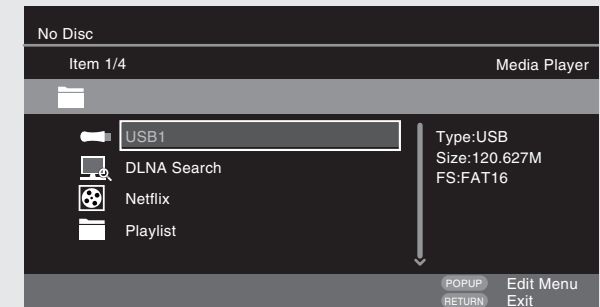 No Disc
Item 1/4 Media Player
USB1
DLNA Search
Netflix
Playlist
Type:USB
Size:120.627M
FS:FAT16
POPUP Edit Menu
RETURN Exit